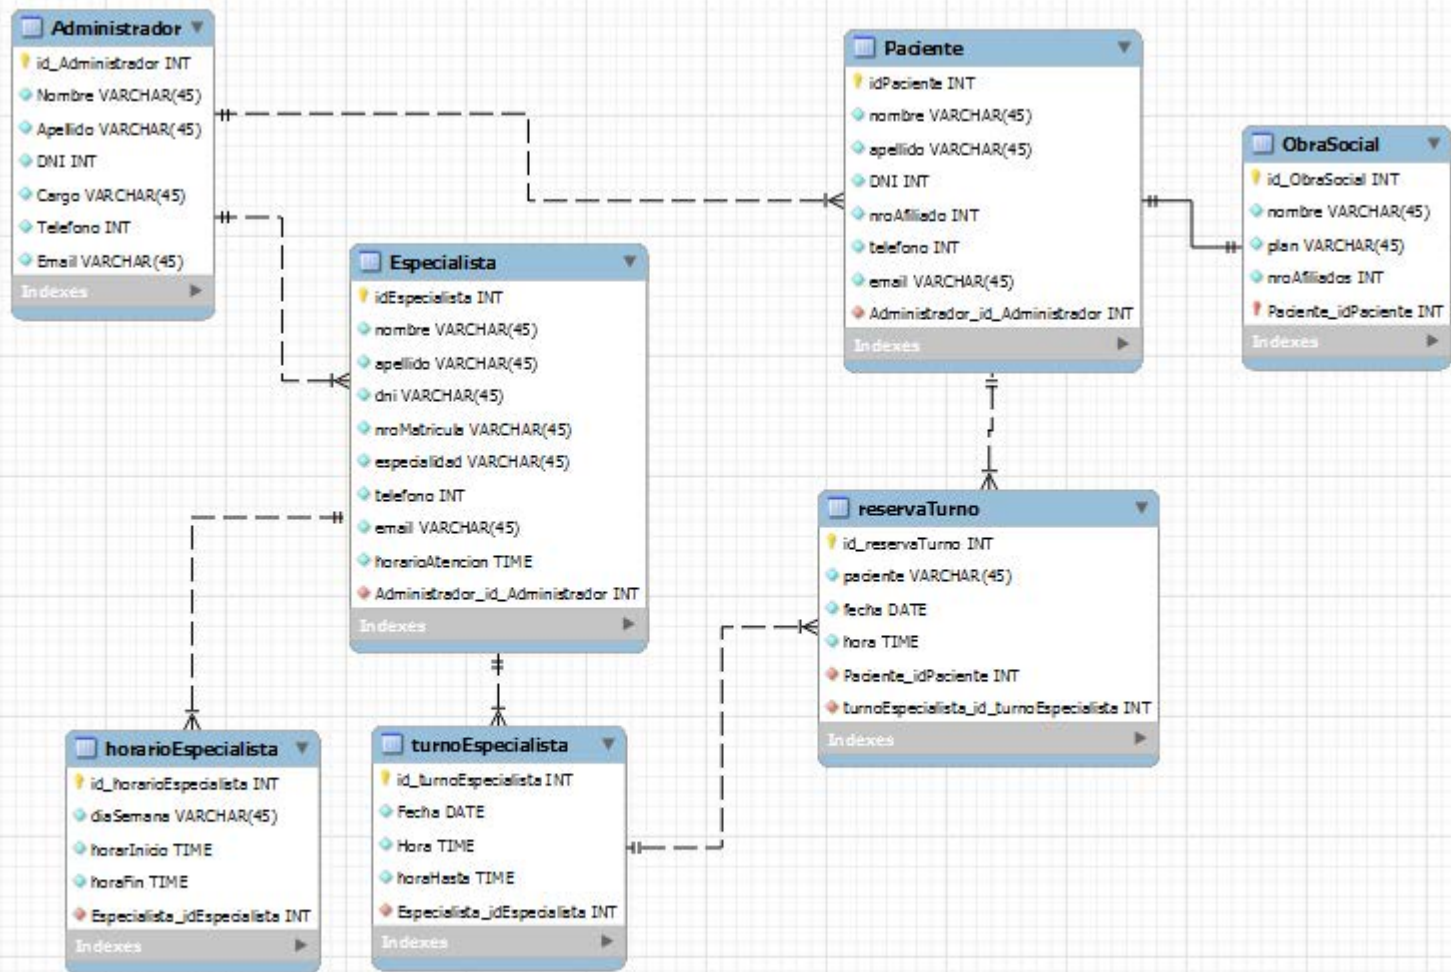 Administrador
id_Administrador INT
Nombre VARCHAR(45)
Apellido VARCHAR(45)
DNI INT
Cargo VARCHAR(45)
Telefono INT
Email VARCHAR(45)
Indexes
Paciente
idPaciente INT
nombre VARCHAR(45)
apellido VARCHAR(45)
DNI INT
nroAfiliado INT
telefono INT
email VARCHAR(45)
Administrador_id_Administrador INT
Indexes
ObraSocial
id_ObraSocial INT
nombre VARCHAR(45)
plan VARCHAR(45)
nroAfiliados INT
Paciente_idPaciente INT
Indexes
Especialista
idEspecialista INT
nombre VARCHAR(45)
apellido VARCHAR(45)
dni VARCHAR(45)
nroMatricula VARCHAR(45)
especialidad VARCHAR(45)
telefono INT
email VARCHAR(45)
horarioAtencion TIME
Administrador_id_Administrador INT
Indexes
reservaTurno
id_reservaTurno INT
paciente VARCHAR(45)
fecha DATE
hora TIME
Paciente_idPaciente INT
turnoEspecialista_id_turnoEspecialista INT
Indexes
horarioEspecialista
id_horarioEspecialista INT
diaSemana VARCHAR(45)
horarInicio TIME
horaFin TIME
Especialista_idEspecialista INT
Indexes
turnoEspecialista
id_turnoEspecialista INT
Fecha DATE
Hora TIME
horaHasta TIME
Especialista_idEspecialista INT
Indexes